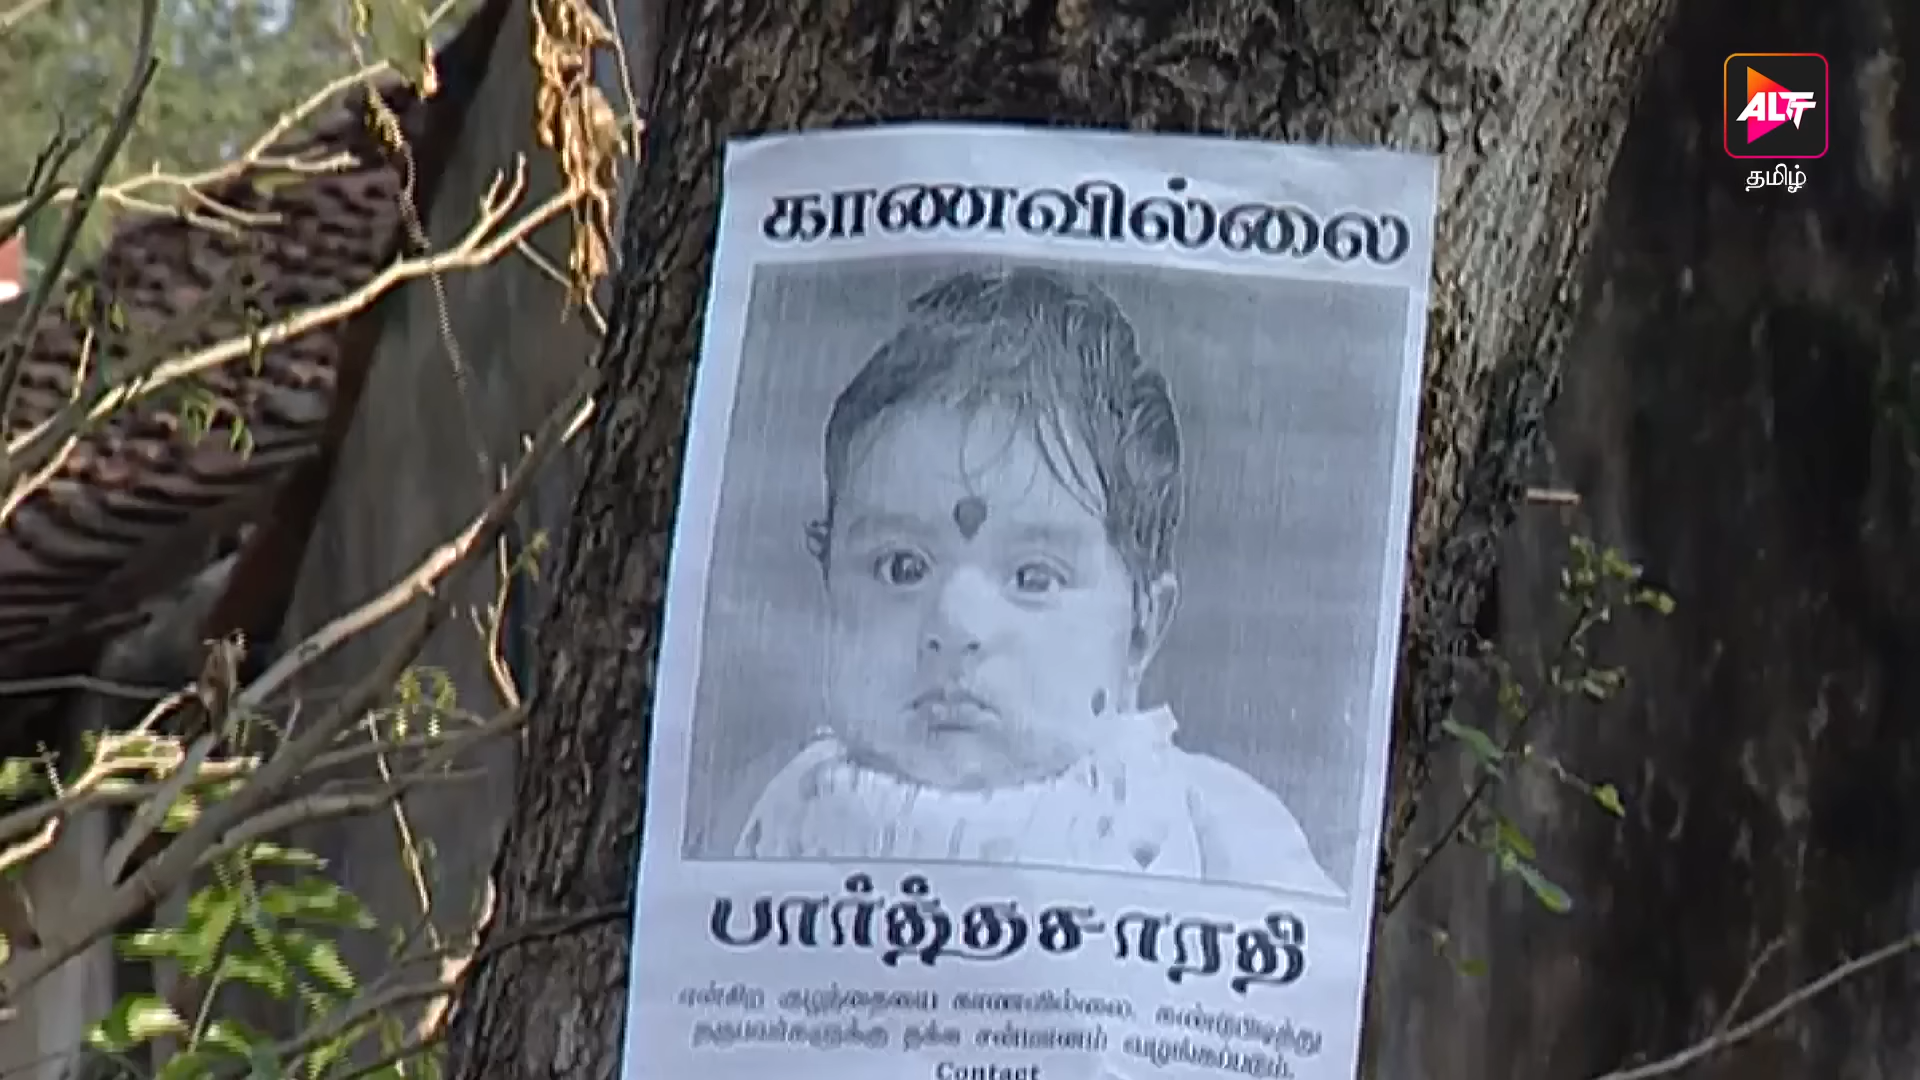 ALTT
தமிழ்
காணவில்லை
பார்த்தசாரதி
என்கிற குழந்தையை காணவில்லை. கண்டுபிடித்து
தருபவர்களுக்கு தக்க சன்மானம் வழங்கப்படும்.
Contact